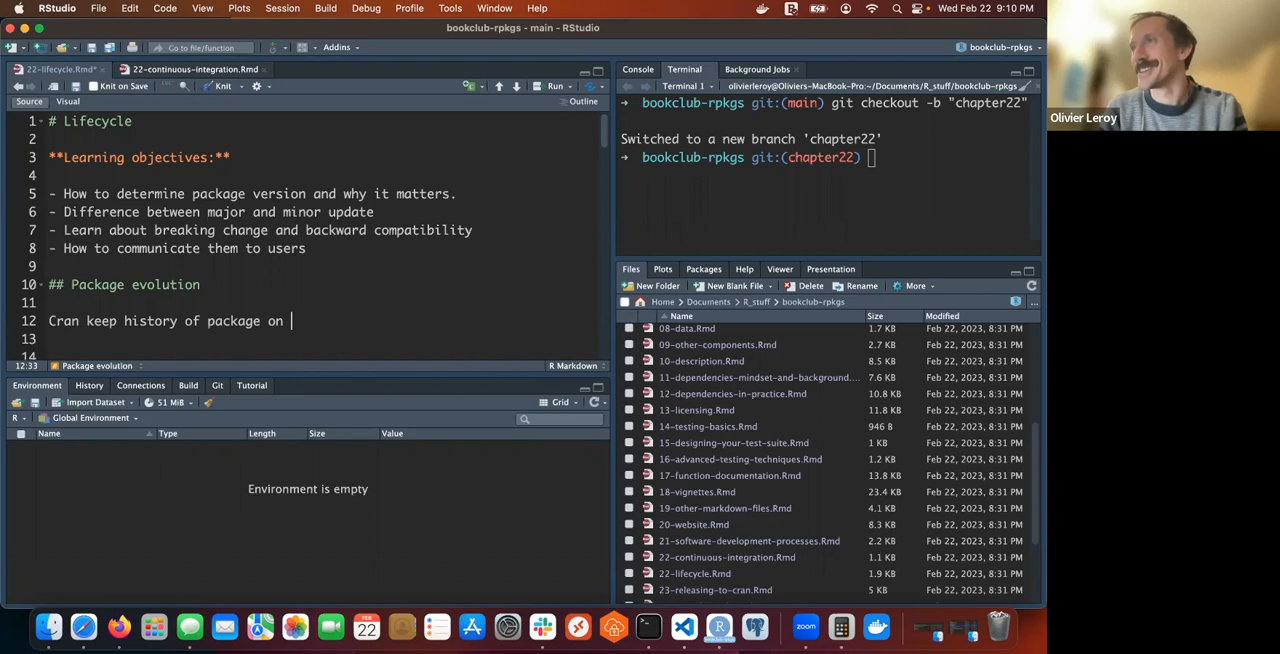 RStudio File Edit Code View Plots Session Build Debug Profile Tools Window Help Wed Feb 22 9:10 PM
bookclub-rpkgs - main - RStudio
Go to file/function Addins bookclub-rpkgs
22-lifecycle.Rmd* 22-continuous-integration.Rmd
Knit on Save Knit Run
Source Visual Outline
1 # Lifecycle
2
3 **Learning objectives:**
4
5 - How to determine package version and why it matters.
6 - Difference between major and minor update
7 - Learn about breaking change and backward compatibility
8 - How to communicate them to users
9
10 ## Package evolution
11
12 Cran keep history of package on
13
14
12:33 Package evolution R Markdown
Environment History Connections Build Git Tutorial
Import Dataset 51 MiB Grid
R Global Environment
Name Type Length Size Value
Environment is empty
Console Terminal Background Jobs
Terminal 1 olivierleroy@Oliviers-MacBook-Pro:~/Documents/R_stuff/bookclub-rpkgs
bookclub-rpkgs git:(main) git checkout -b "chapter22"
Switched to a new branch 'chapter22'
bookclub-rpkgs git:(chapter22)
Files Plots Packages Help Viewer Presentation
New Folder New Blank File Delete Rename More
Home Documents R_stuff bookclub-rpkgs
Name Size Modified
08-data.Rmd 1.7 KB Feb 22, 2023, 8:31 PM
09-other-components.Rmd 2.7 KB Feb 22, 2023, 8:31 PM
10-description.Rmd 8.5 KB Feb 22, 2023, 8:31 PM
11-dependencies-mindset-and-background.... 7.6 KB Feb 22, 2023, 8:31 PM
12-dependencies-in-practice.Rmd 10.8 KB Feb 22, 2023, 8:31 PM
13-licensing.Rmd 11.8 KB Feb 22, 2023, 8:31 PM
14-testing-basics.Rmd 946 B Feb 22, 2023, 8:31 PM
15-designing-your-test-suite.Rmd 1 KB Feb 22, 2023, 8:31 PM
16-advanced-testing-techniques.Rmd 1.2 KB Feb 22, 2023, 8:31 PM
17-function-documentation.Rmd 13.8 KB Feb 22, 2023, 8:31 PM
18-vignettes.Rmd 23.4 KB Feb 22, 2023, 8:31 PM
19-other-markdown-files.Rmd 4.1 KB Feb 22, 2023, 8:31 PM
20-website.Rmd 8.3 KB Feb 22, 2023, 8:31 PM
21-software-development-processes.Rmd 2.2 KB Feb 22, 2023, 8:31 PM
22-continuous-integration.Rmd 1.1 KB Feb 22, 2023, 8:31 PM
22-lifecycle.Rmd 1.9 KB Feb 22, 2023, 8:31 PM
23-releasing-to-cran.Rmd 5 KB Feb 22, 2023, 8:31 PM
Olivier Leroy
FEB
22
zoom